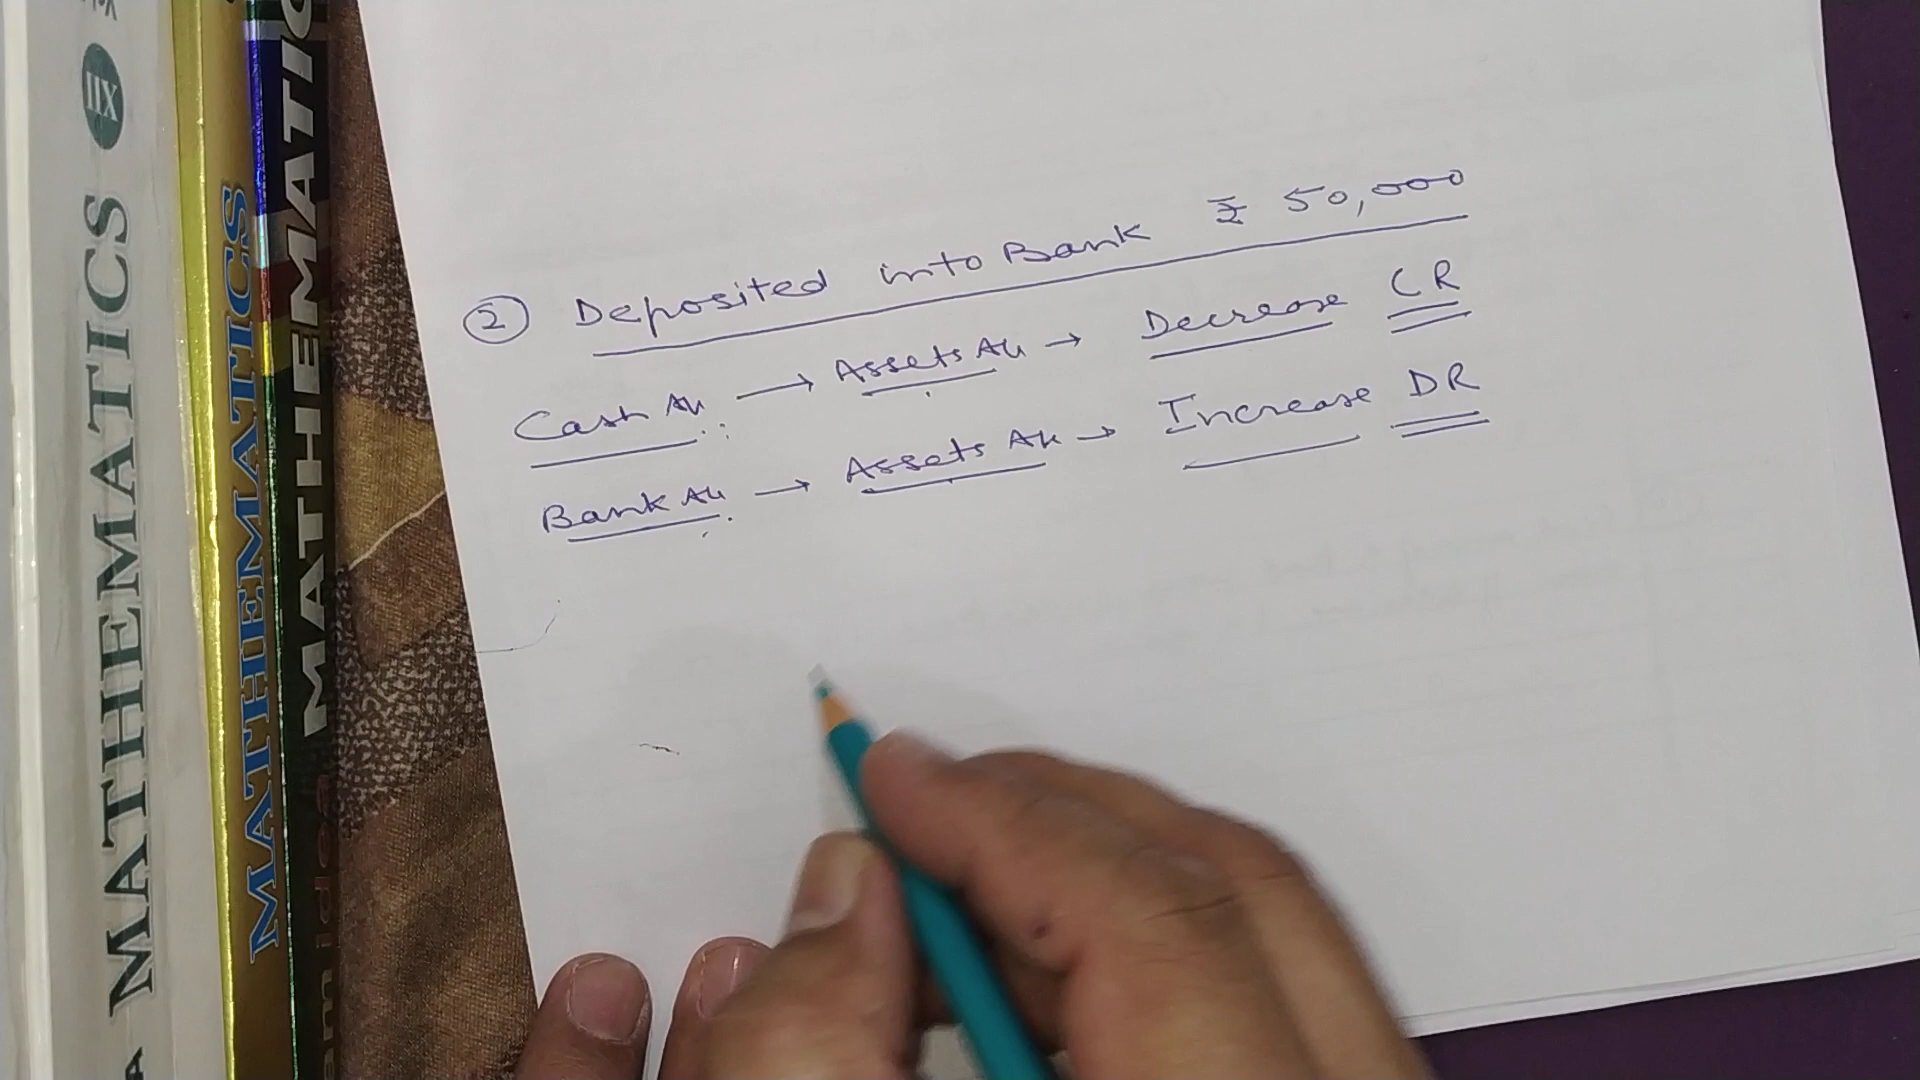 MATHEMATICS XII
MATHEMATICS
MATHEMATIC
② Deposited into Bank ₹ 50,000
Cash A/c → Assets A/c → Decrease CR
Bank A/c → Assets A/c → Increase DR